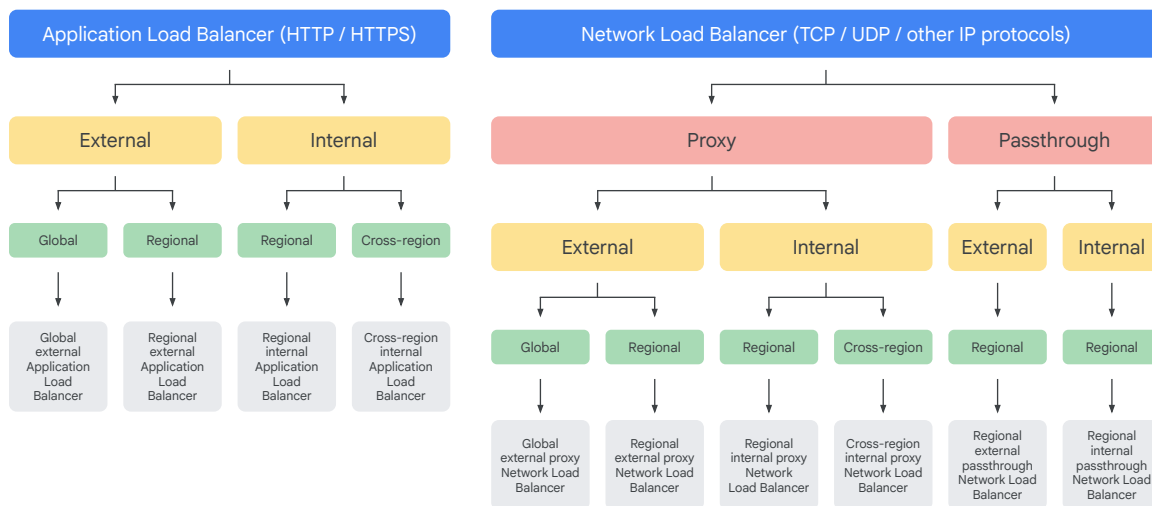 Application Load Balancer (HTTP / HTTPS)
Network Load Balancer (TCP / UDP / other IP protocols)
External
Internal
Proxy
Passthrough
Global
Regional
Regional
Cross-region
External
Internal
External
Internal
Global
external
Application
Load
Balancer
Regional
external
Application
Load
Balancer
Regional
internal
Application
Load
Balancer
Cross-region
internal
Application
Load
Balancer
Global
Regional
Regional
Cross-region
Regional
Regional
Global
external proxy
Network Load
Balancer
Regional
external proxy
Network Load
Balancer
Regional
internal proxy
Network
Load Balancer
Cross-region
internal proxy
Network Load
Balancer
Regional
external
passthrough
Network Load
Balancer
Regional
internal
passthrough
Network Load
Balancer